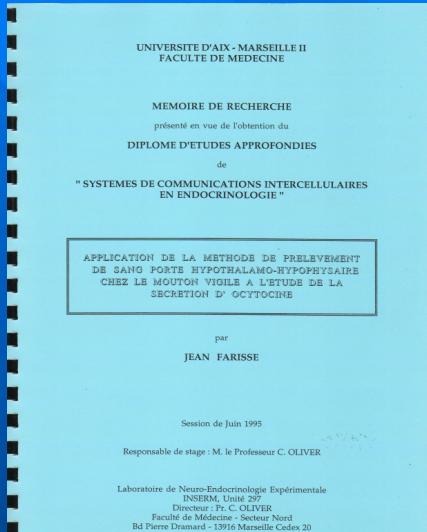 UNIVERSITE D'AIX - MARSEILLE II
FACULTE DE MEDECINE
MEMOIRE DE RECHERCHE
présenté en vue de l'obtention du
DIPLOME D'ETUDES APPROFONDIES
de
" SYSTEMES DE COMMUNICATIONS INTERCELLULAIRES
EN ENDOCRINOLOGIE "
APPLICATION DE LA METHODE DE PRELEVEMENT
DE SANG PORTE HYPOTHALAMO-HYPOPHYSAIRE
CHEZ LE MOUTON VIGILE A L'ETUDE DE LA
SECRETION D' OCYTOCINE
par
JEAN FARISSE
Session de Juin 1995
Responsable de stage : M. le Professeur C. OLIVER
Laboratoire de Neuro-Endocrinologie Expérimentale
INSERM, Unité 297
Directeur : Pr. C. OLIVER
Faculté de Médecine - Secteur Nord
Bd Pierre Dramard - 13916 Marseille Cedex 20